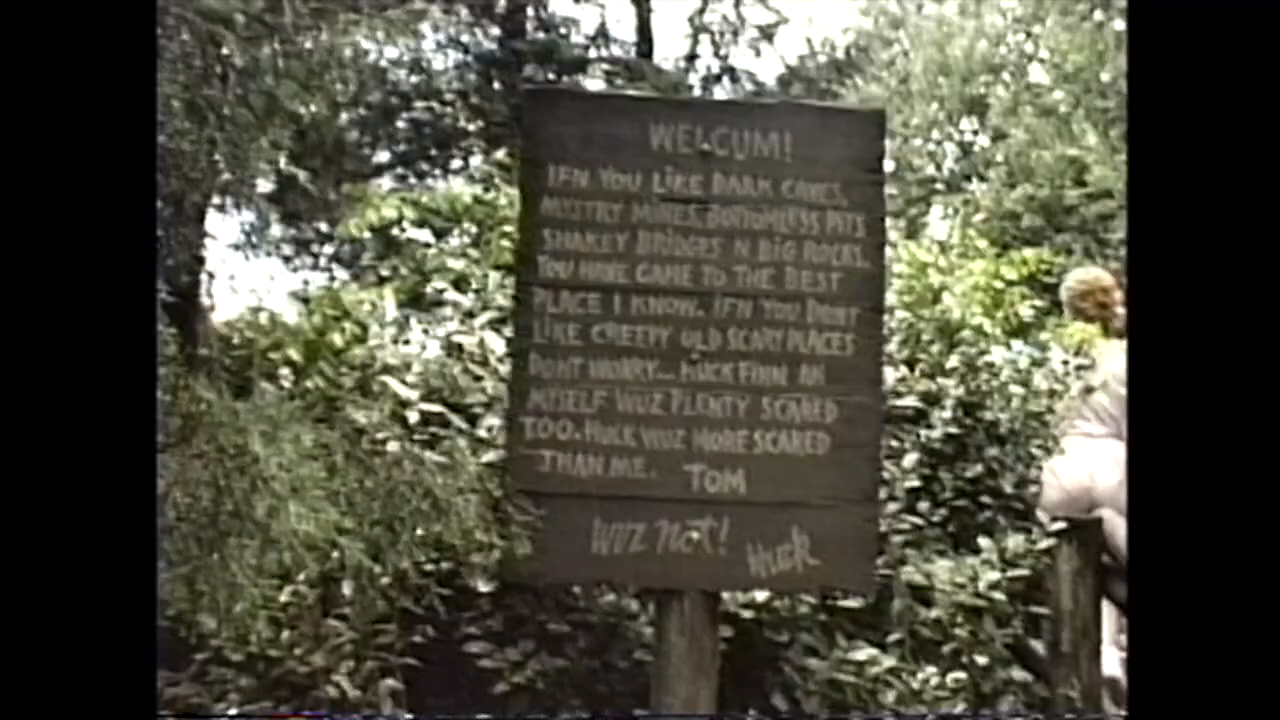 WELCUM!
IFN YOU LIKE DARK CAVES,
MYSTRY MINES, BOTTOMLESS PITS
SHAKEY BRIDGES 'N BIG ROCKS,
YOU HAVE CAME TO THE BEST
PLACE I KNOW. IFN YOU DONT
LIKE CREEPY OLD SCARY PLACES
DONT WORRY... HUCK FINN AN
MYSELF WUZ PLENTY SCARED
TOO. HUCK WUZ MORE SCARED
THAN ME. TOM
WUZ NOT!
HUCK